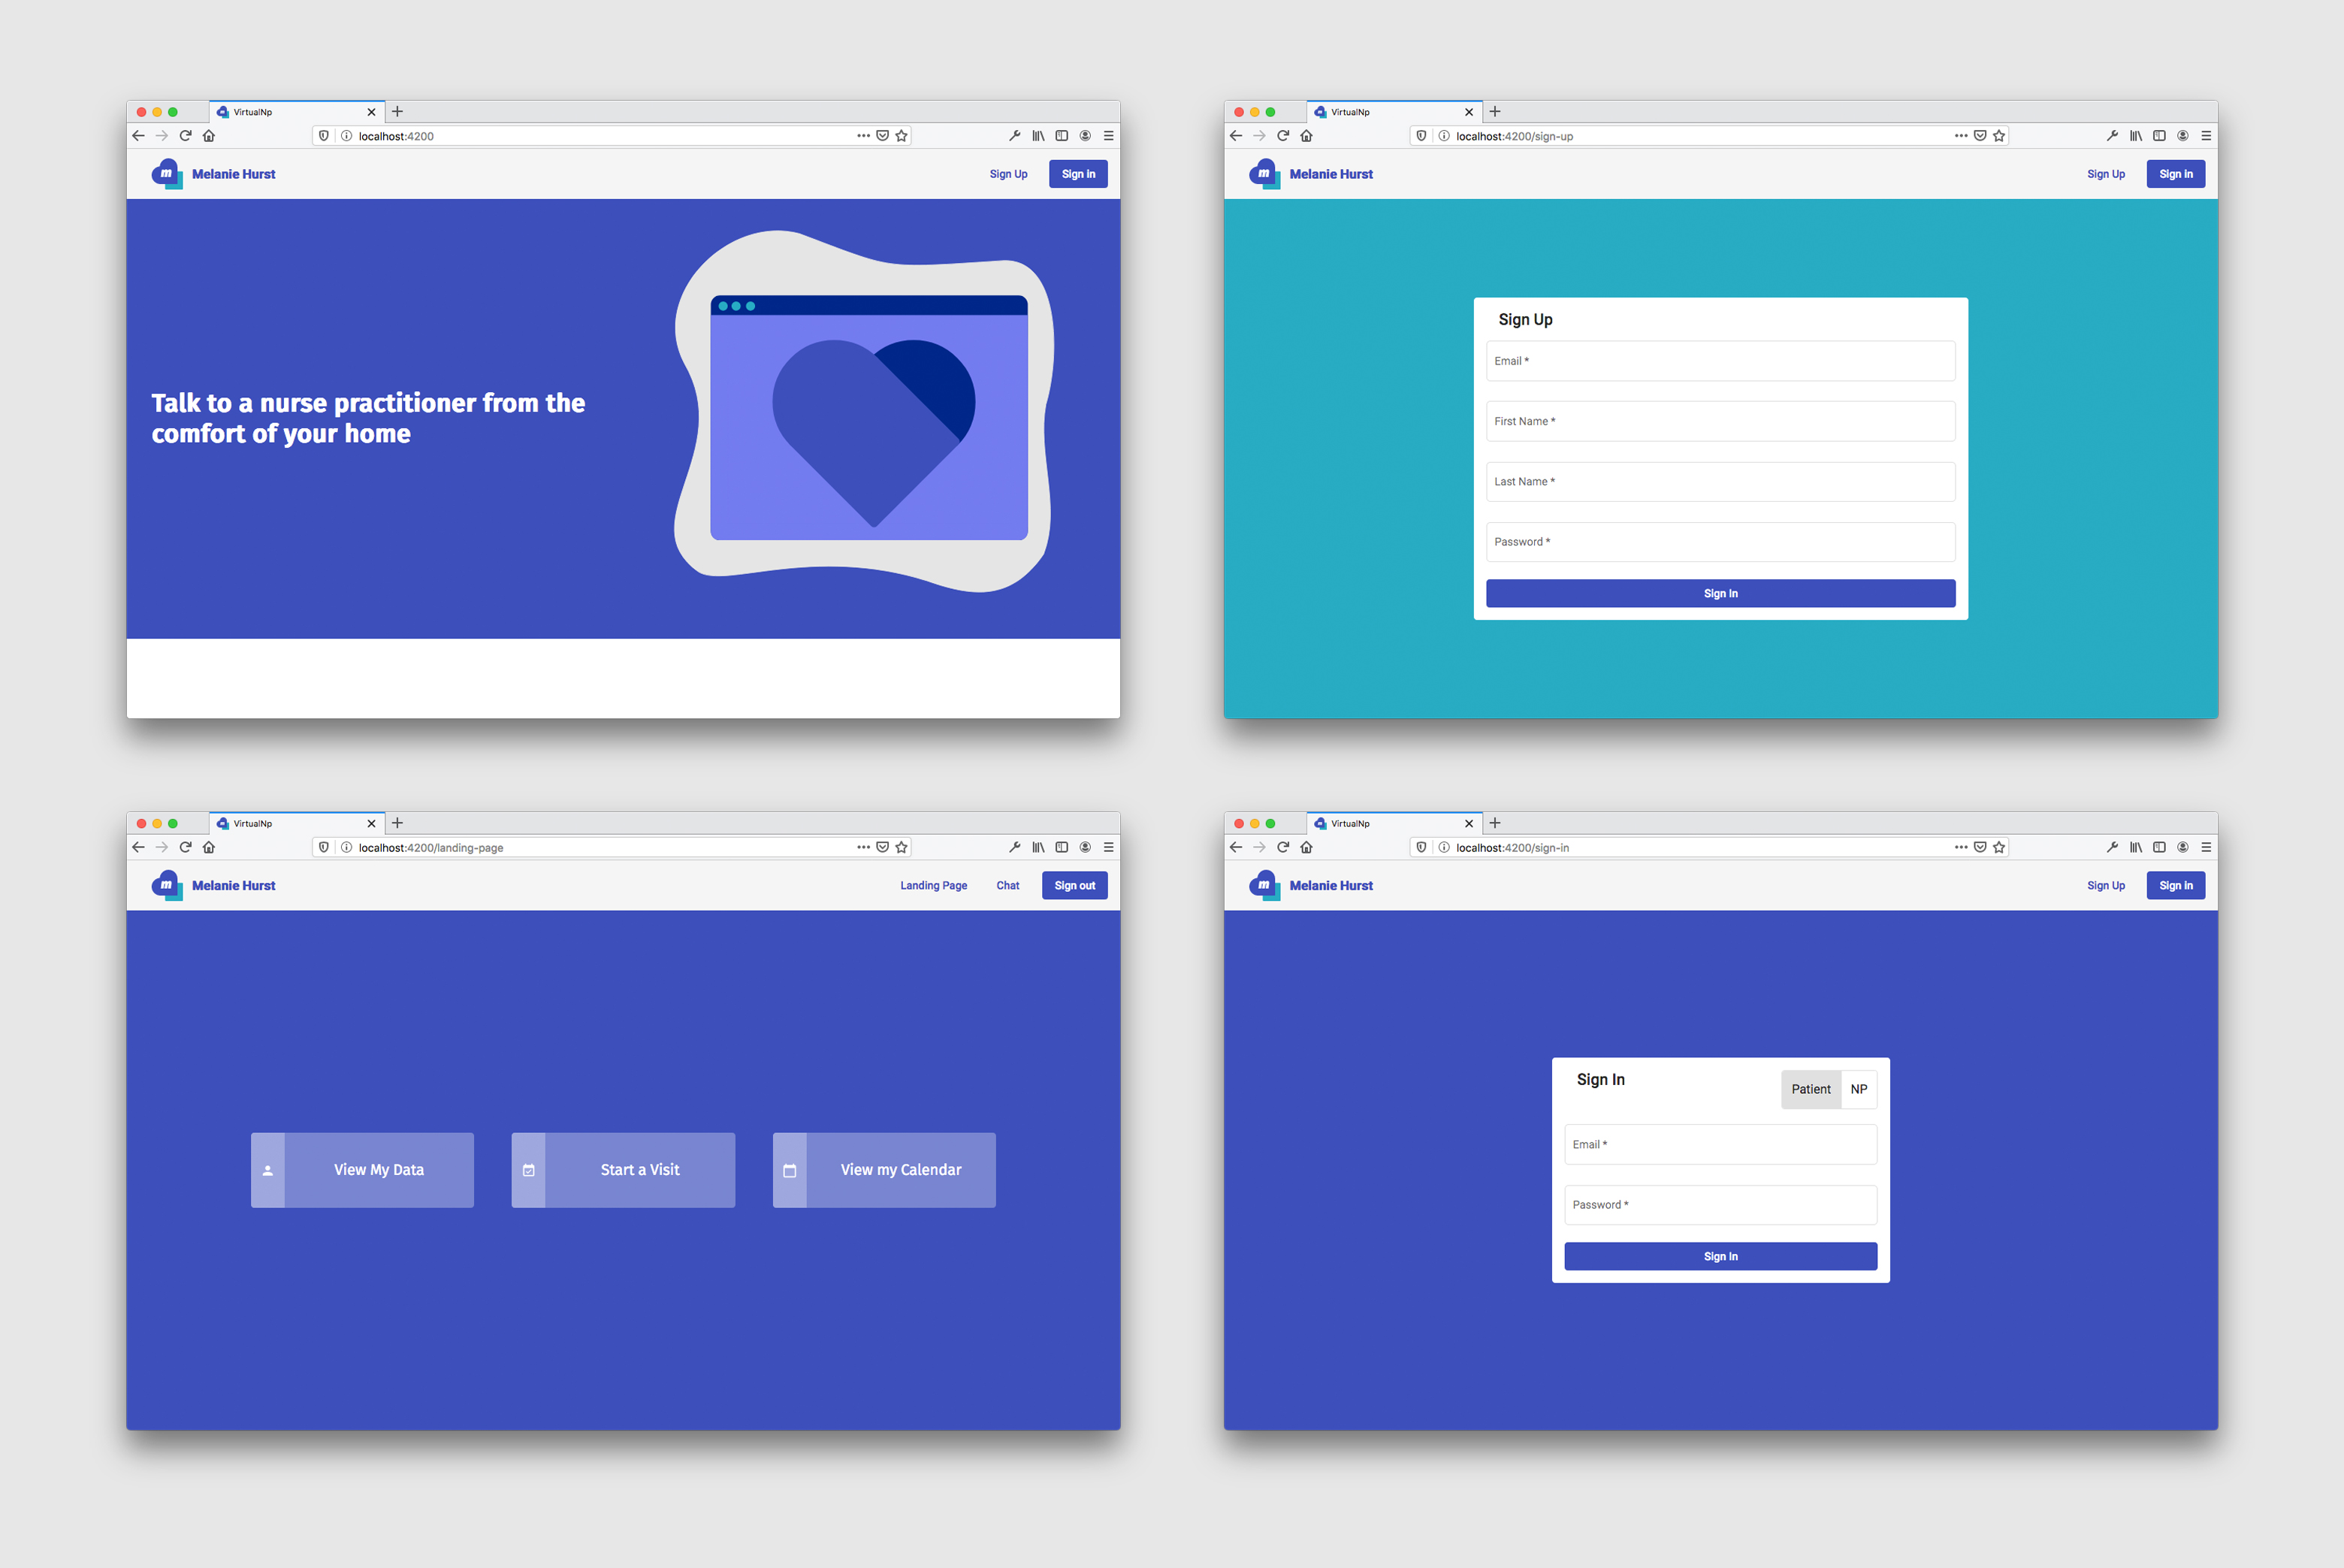 VirtualNp
localhost:4200
m Melanie Hurst
Sign Up
Sign in
Talk to a nurse practitioner from the
comfort of your home
VirtualNp
localhost:4200/sign-up
m Melanie Hurst
Sign Up
Sign in
Sign Up
Email *
First Name *
Last Name *
Password *
Sign In
VirtualNp
localhost:4200/landing-page
m Melanie Hurst
Landing Page
Chat
Sign out
View My Data
Start a Visit
View my Calendar
VirtualNp
localhost:4200/sign-in
m Melanie Hurst
Sign Up
Sign in
Sign In
Patient
NP
Email *
Password *
Sign In